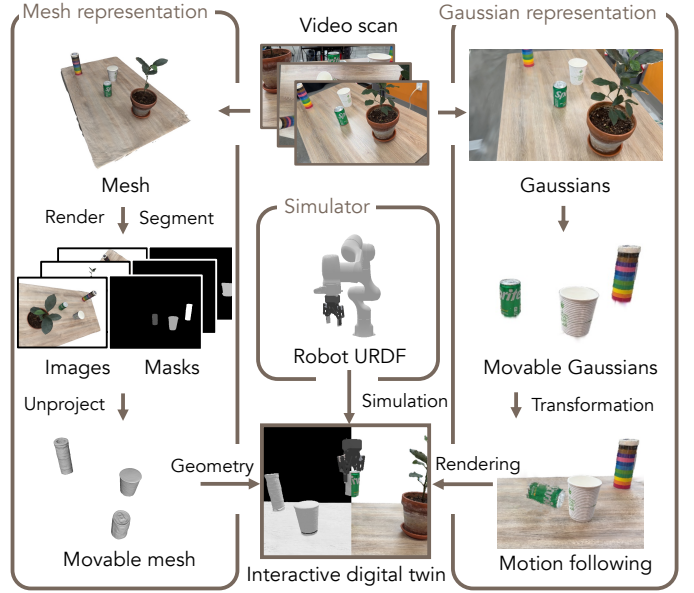 Mesh representation
Video scan
Gaussian representation
Mesh
Render
Segment
Images
Masks
Unproject
Movable mesh
Simulator
Robot URDF
Simulation
Geometry
Rendering
Interactive digital twin
Gaussians
Movable Gaussians
Transformation
Motion following